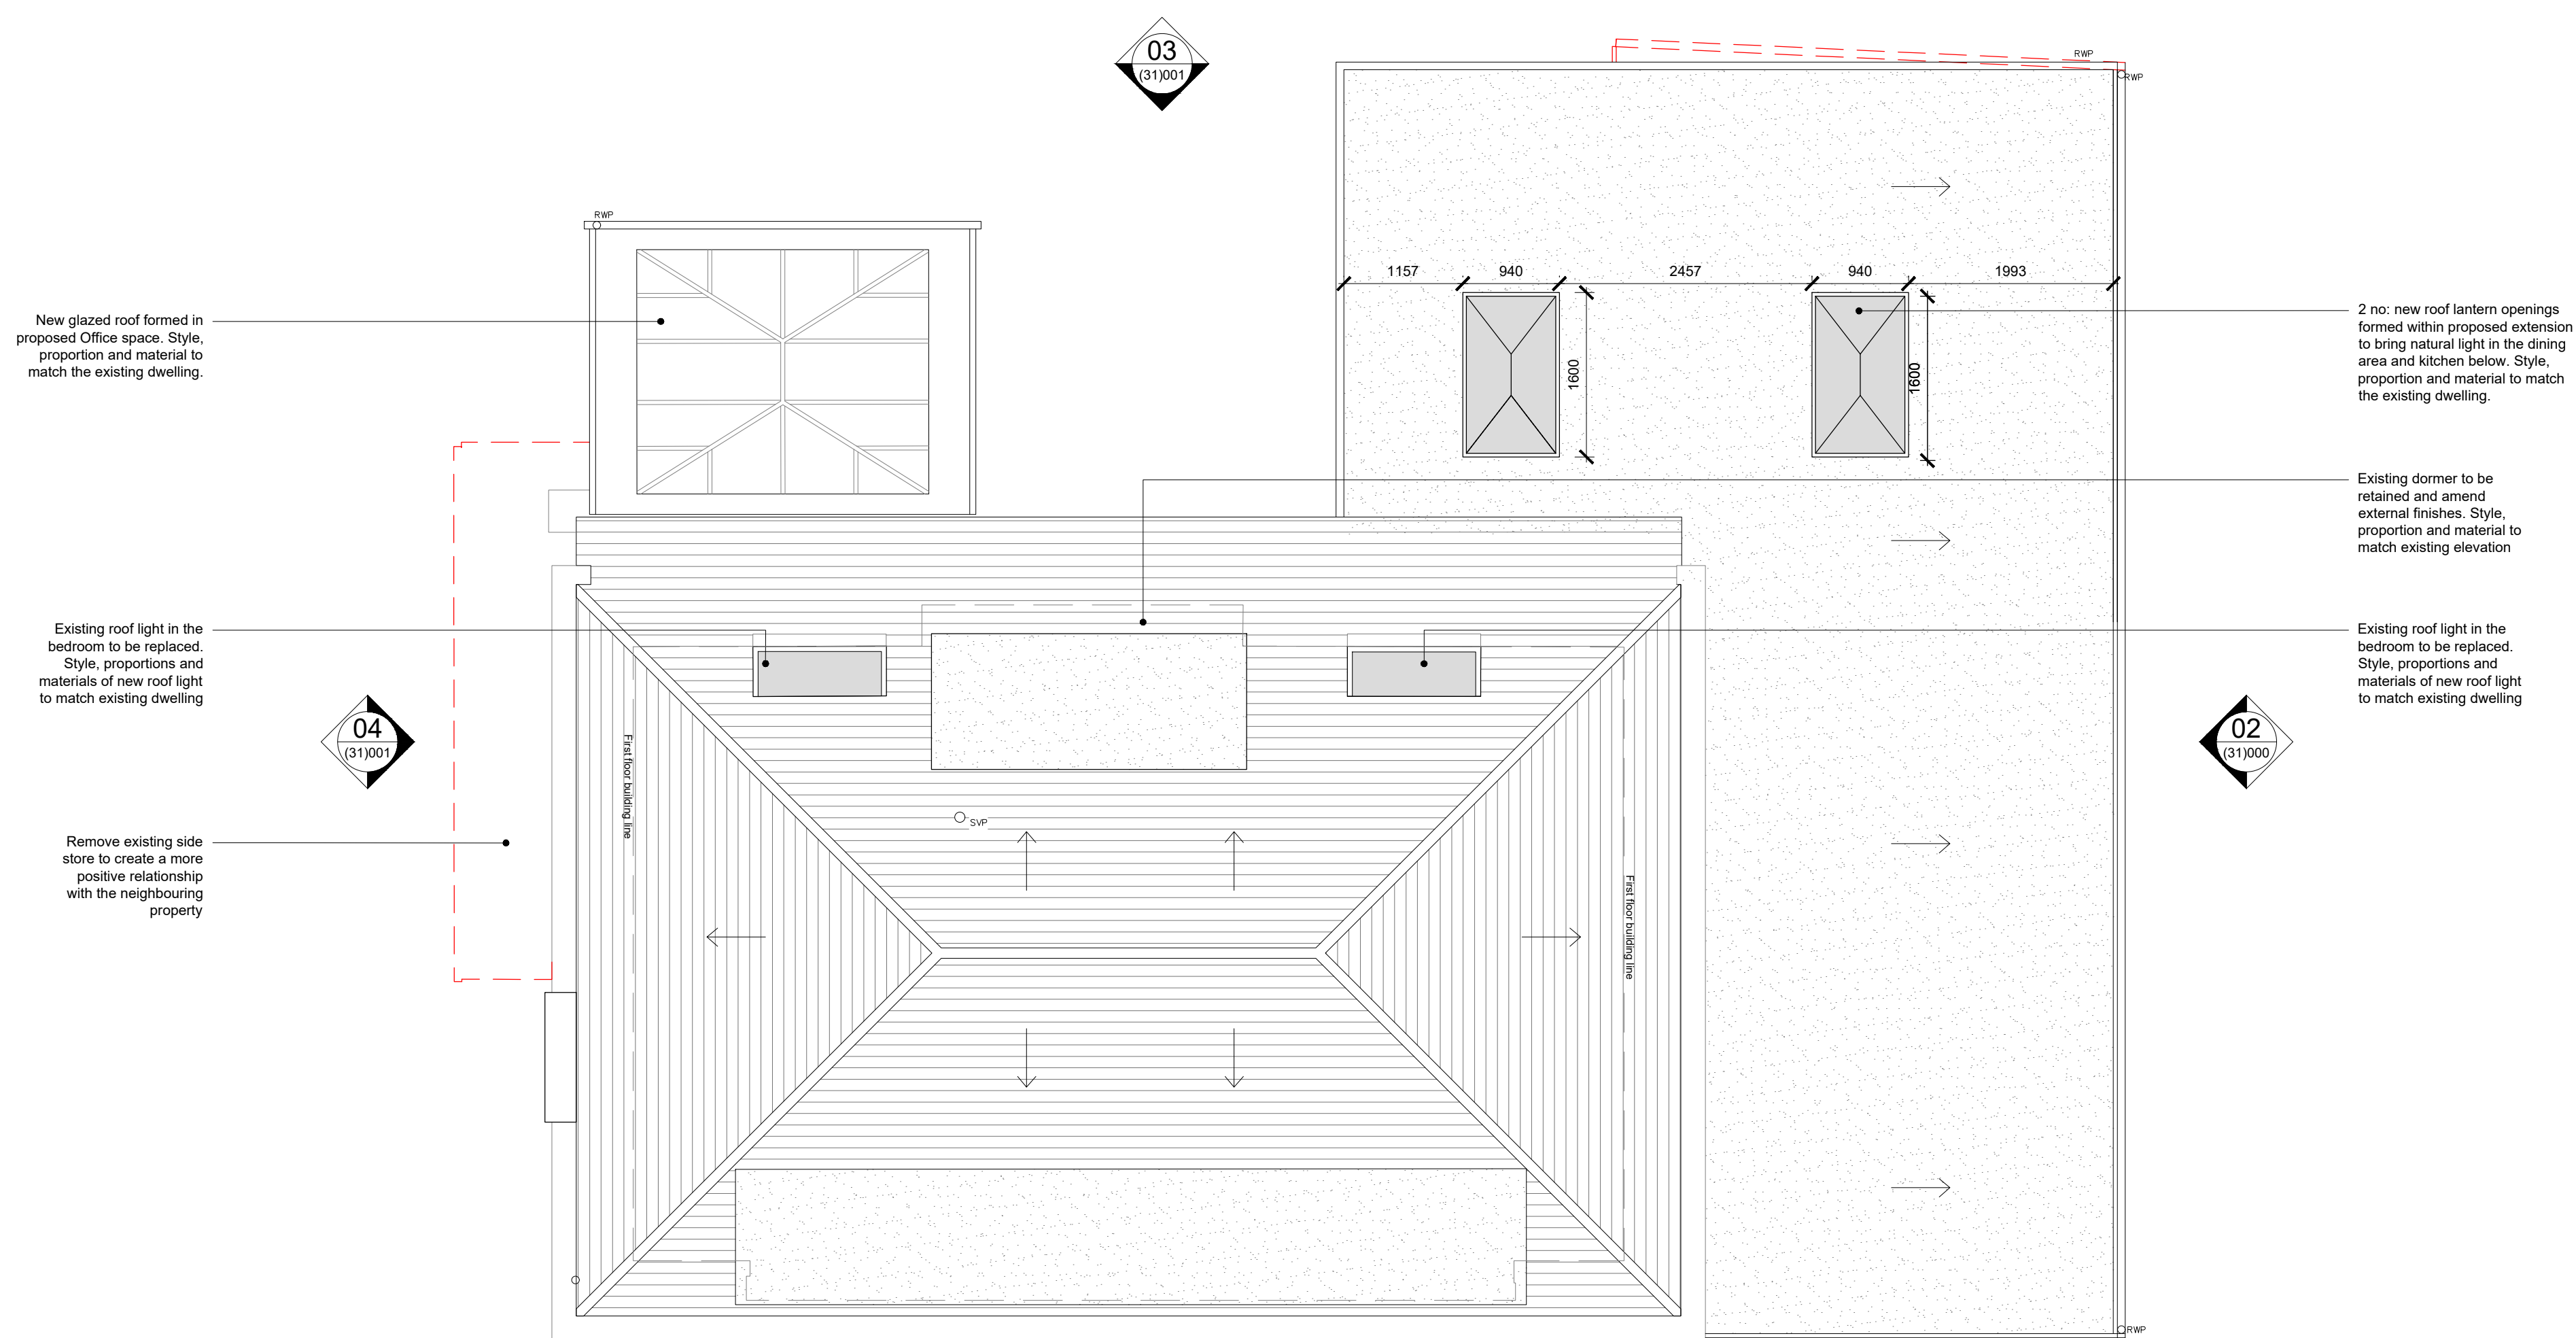 03
(31)001
RWP
RWP
RWP
1157
940
2457
940
1993
1600
1600
New glazed roof formed in
proposed Office space. Style,
proportion and material to
match the existing dwelling.
2 no: new roof lantern openings
formed within proposed extension
to bring natural light in the dining
area and kitchen below. Style,
proportion and material to match
the existing dwelling.
Existing dormer to be
retained and amend
external finishes. Style,
proportion and material to
match existing elevation
Existing roof light in the
bedroom to be replaced.
Style, proportions and
materials of new roof light
to match existing dwelling
Existing roof light in the
bedroom to be replaced.
Style, proportions and
materials of new roof light
to match existing dwelling
04
(31)001
02
(31)000
First floor building line
SVP
Remove existing side
store to create a more
positive relationship
with the neighbouring
property
First floor building line
RWP